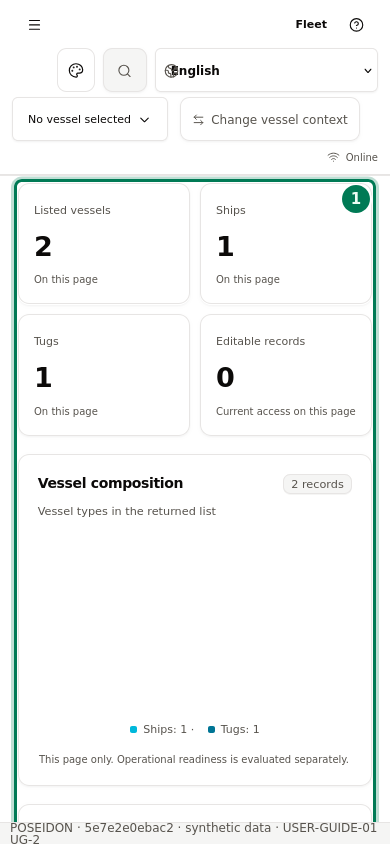 Fleet
English
No vessel selected
Change vessel context
Online
1
Listed vessels
2
On this page
Ships
1
On this page
Tugs
1
On this page
Editable records
0
Current access on this page
Vessel composition
2 records
Vessel types in the returned list
Ships: 1 ·
Tugs: 1
This page only. Operational readiness is evaluated separately.
POSEIDON · 5e7e2e0ebac2 · synthetic data · USER-GUIDE-01
UG-2